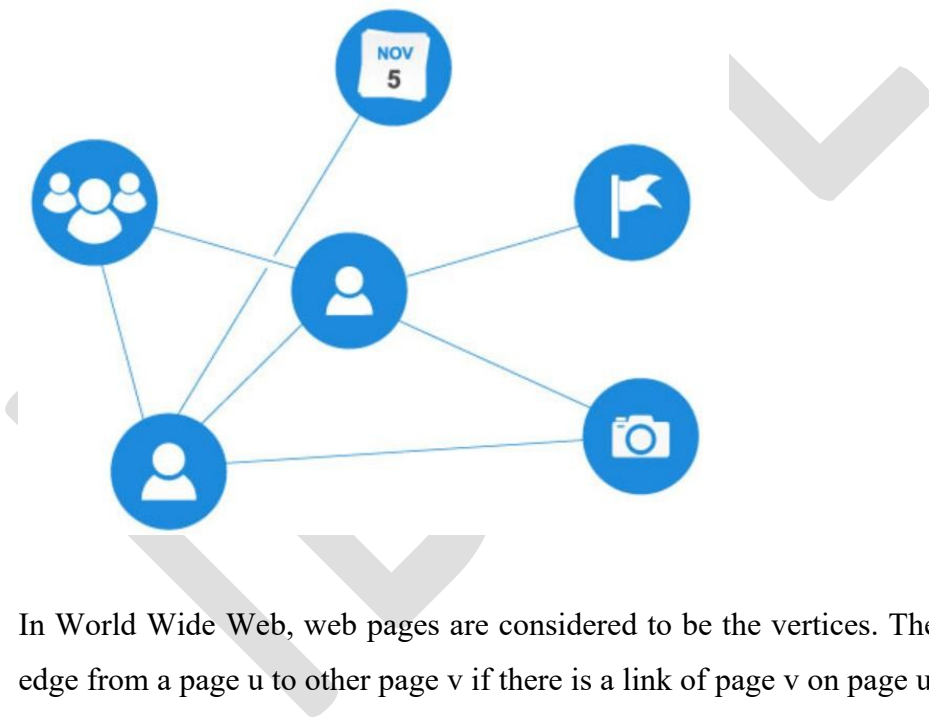 NOV
5
In World Wide Web, web pages are considered to be the vertices. The
edge from a page u to other page v if there is a link of page v on page u